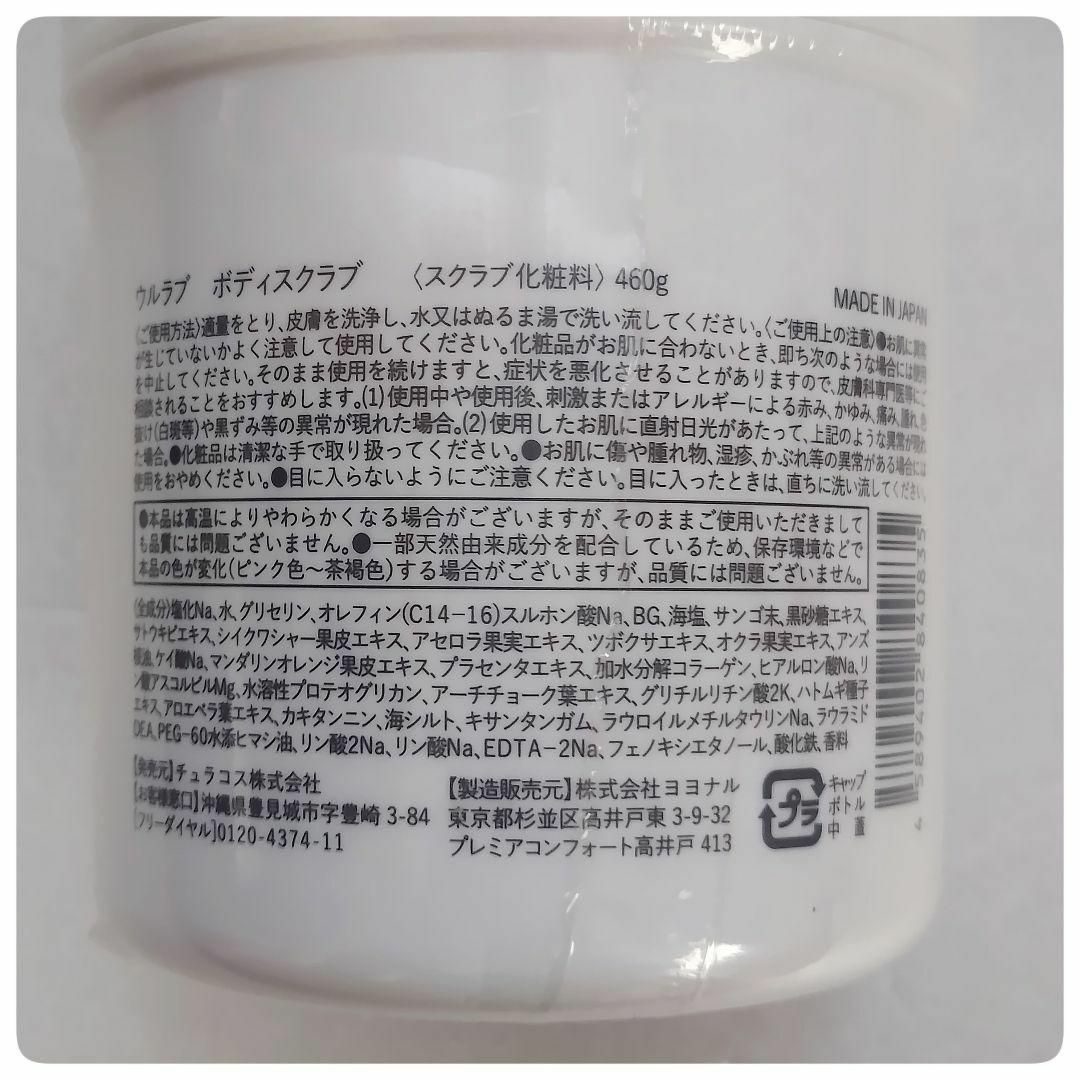 ウルラブ ボディスクラブ 〈スクラブ化粧料〉460g
MADE IN JAPAN
〈ご使用方法〉適量をとり、皮膚を洗浄し、水又はぬるま湯で洗い流してください。〈ご使用上の注意〉●お肌に異常
が生じていないかよく注意して使用してください。化粧品がお肌に合わないとき、即ち次のような場合には使用
を中止してください。そのまま使用を続けますと、症状を悪化させることがありますので、皮膚科専門医等にご
相談されることをおすすめします。(1)使用中や使用後、刺激またはアレルギーによる赤み、かゆみ、痛み、腫れ、色
抜け(白斑等)や黒ずみ等の異常が現れた場合。(2)使用したお肌に直射日光があたって、上記のような異常が現れ
た場合。●化粧品は清潔な手で取り扱ってください。●お肌に傷や腫れ物、湿疹、かぶれ等の異常がある場合には
使用をおやめください。●目に入らないようにご注意ください。目に入ったときは、直ちに洗い流してください。
●本品は高温によりやわらかくなる場合がございますが、そのままご使用いただきまして
も品質には問題ございません。●一部天然由来成分を配合しているため、保存環境などで
本品の色が変化(ピンク色～茶褐色)する場合がございますが、品質には問題ございません。
〈全成分〉塩化Na、水、グリセリン、オレフィン(C14-16)スルホン酸Na、BG、海塩、サンゴ末、黒砂糖エキス、
サトウキビエキス、シイクワシャー果皮エキス、アセロラ果実エキス、ツボクサエキス、オクラ果実エキス、アンズ
核油、ケイ酸Na、マンダリンオレンジ果皮エキス、プラセンタエキス、加水分解コラーゲン、ヒアルロン酸Na、リ
ン酸アスコルビルMg、水溶性プロテオグリカン、アーチチョーク葉エキス、グリチルリチン酸2K、ハトムギ種子
エキス、アロエベラ葉エキス、カキタンニン、海シルト、キサンタンガム、ラウロイルメチルタウリンNa、ラウラミド
DEA、PEG-60水添ヒマシ油、リン酸2Na、リン酸Na、EDTA-2Na、フェノキシエタノール、酸化鉄、香料
【発売元】チュラコス株式会社
【お客様窓口】沖縄県豊見城市字豊崎 3-84
[フリーダイヤル]0120-4374-11
【製造販売元】株式会社ヨヨナル
東京都杉並区高井戸東 3-9-32
プレミアコンフォート高井戸 413
プラ
キャップ
ボトル
中蓋